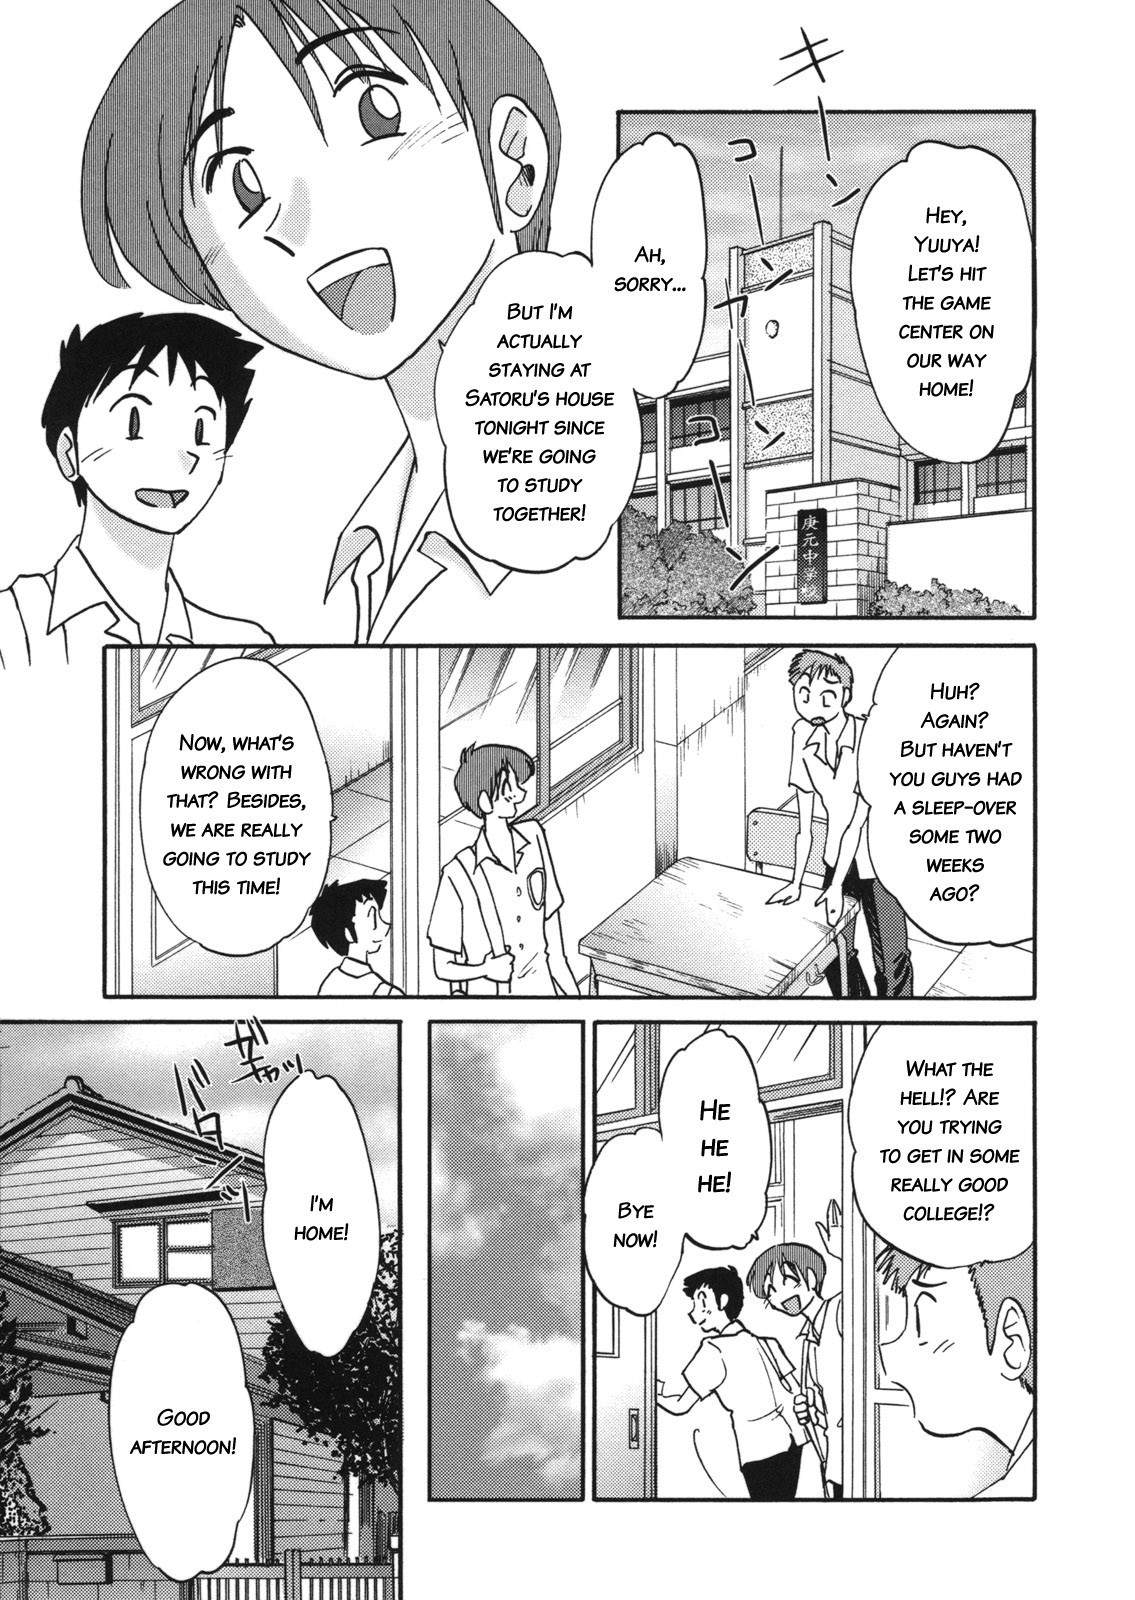 キーンコーンカーンコーン
HEY,
YUUYA!
LET'S HIT
THE GAME
CENTER ON
OUR WAY
HOME!
庚元中学校
AH,
SORRY...
BUT I'M
ACTUALLY
STAYING AT
SATORU'S HOUSE
TONIGHT SINCE
WE'RE GOING
TO STUDY
TOGETHER!
HUH?
AGAIN?
BUT HAVEN'T
YOU GUYS HAD
A SLEEP-OVER
SOME TWO
WEEKS
AGO?
NOW, WHAT'S
WRONG WITH
THAT? BESIDES,
WE ARE REALLY
GOING TO STUDY
THIS TIME!
WHAT THE
HELL!? ARE
YOU TRYING
TO GET IN SOME
REALLY GOOD
COLLEGE!?
HE
HE
HE!
BYE
NOW!
ガチャッ
I'M
HOME!
バタンッ
GOOD
AFTERNOON!